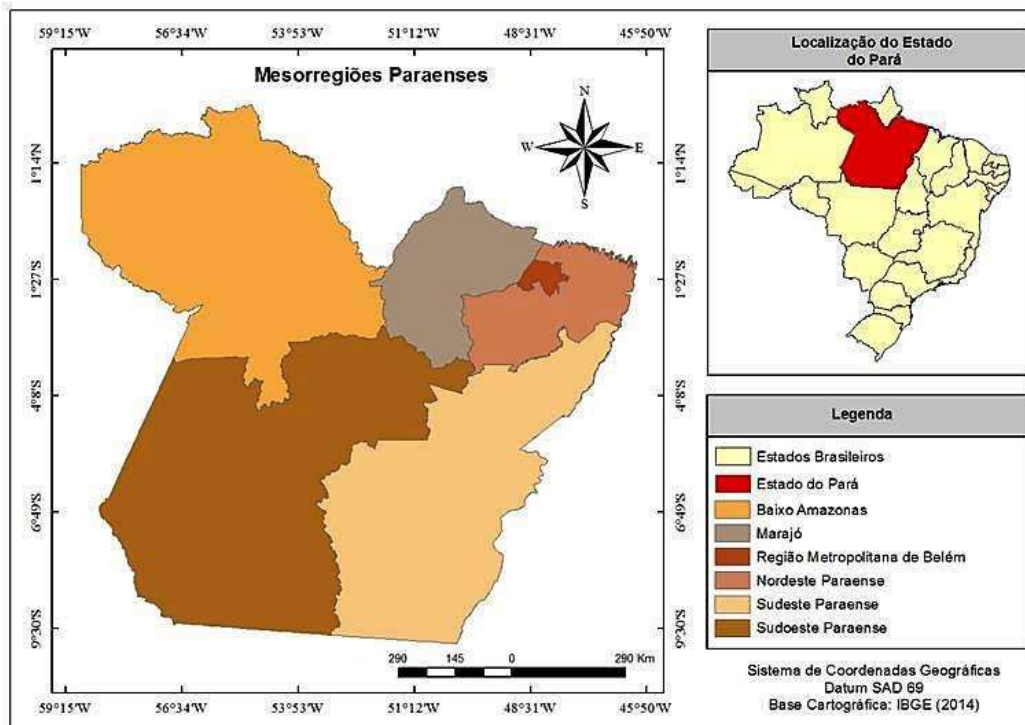 59°15'W 56°34'W 53°53'W 51°12'W 48°31'W 45°50'W
Mesorregiões Paraenses
N
W E
S
1°14'N
1°27'S
4°8'S
6°49'S
9°30'S
1°14'N
1°27'S
4°8'S
6°49'S
9°30'S
290 145 0 290 Km
59°15'W 56°34'W 53°53'W 51°12'W 48°31'W 45°50'W
Localização do Estado
do Pará
Legenda
Estados Brasileiros
Estado do Pará
Baixo Amazonas
Marajó
Região Metropolitana de Belém
Nordeste Paraense
Sudeste Paraense
Sudoeste Paraense
Sistema de Coordenadas Geográficas
Datum SAD 69
Base Cartográfica: IBGE (2014)